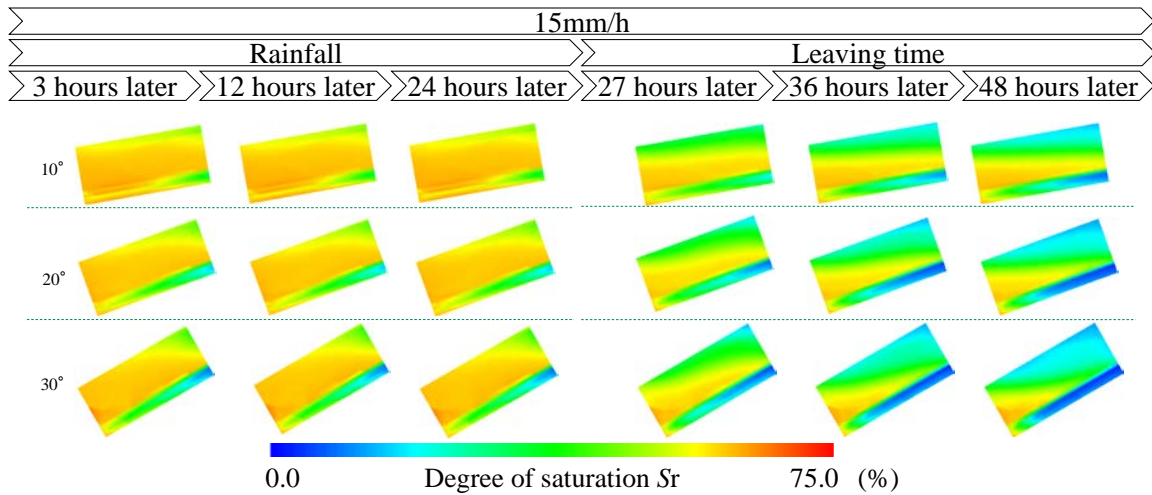 15mm/h
Rainfall Leaving time
3 hours later 12 hours later 24 hours later 27 hours later 36 hours later 48 hours later
10°
20°
30°
0.0 Degree of saturation Sr 75.0 (%)